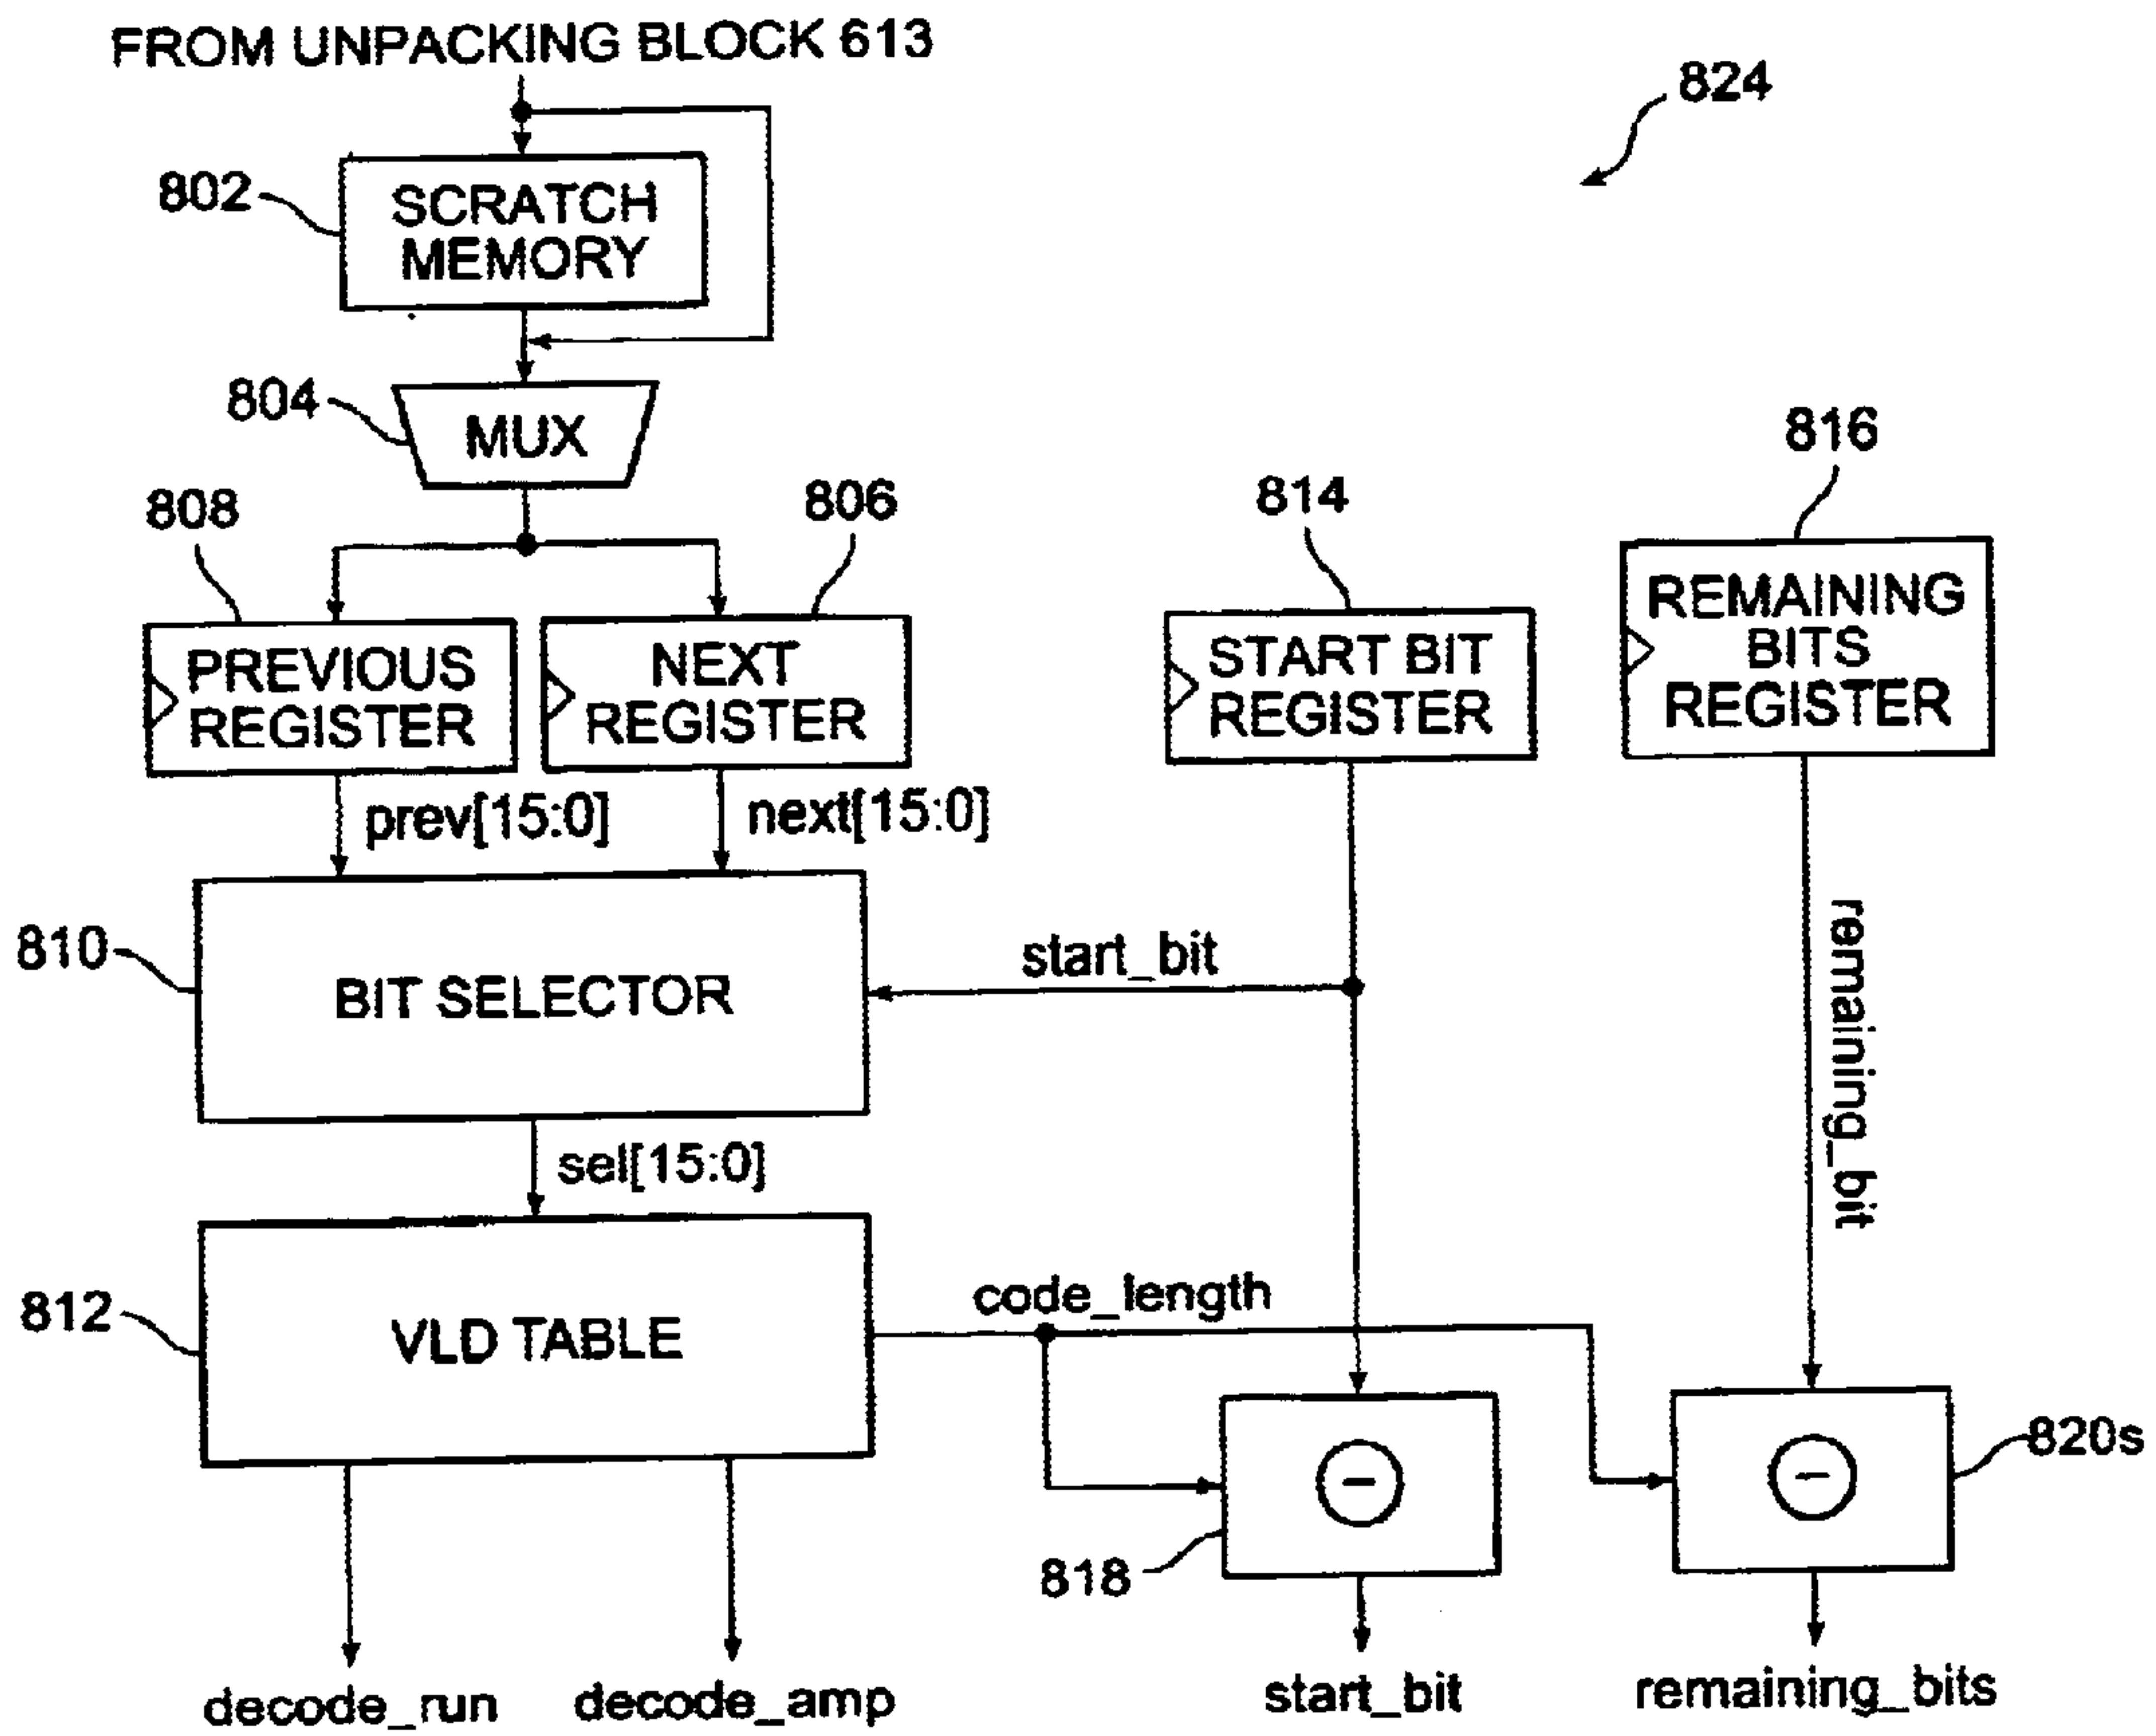 FROM UNPACKING BLOCK 613
824
802
SCRATCH
MEMORY
804
MUX
816
808
806
814
PREVIOUS
REGISTER
NEXT
REGISTER
START BIT
REGISTER
REMAINING
BITS
REGISTER
prev[15:0]
next[15:0]
810
BIT SELECTOR
start_bit
remaining_bit
sel[15:0]
812
VLD TABLE
code_length
818
820s
decode_run
decode_amp
start_bit
remaining_bits